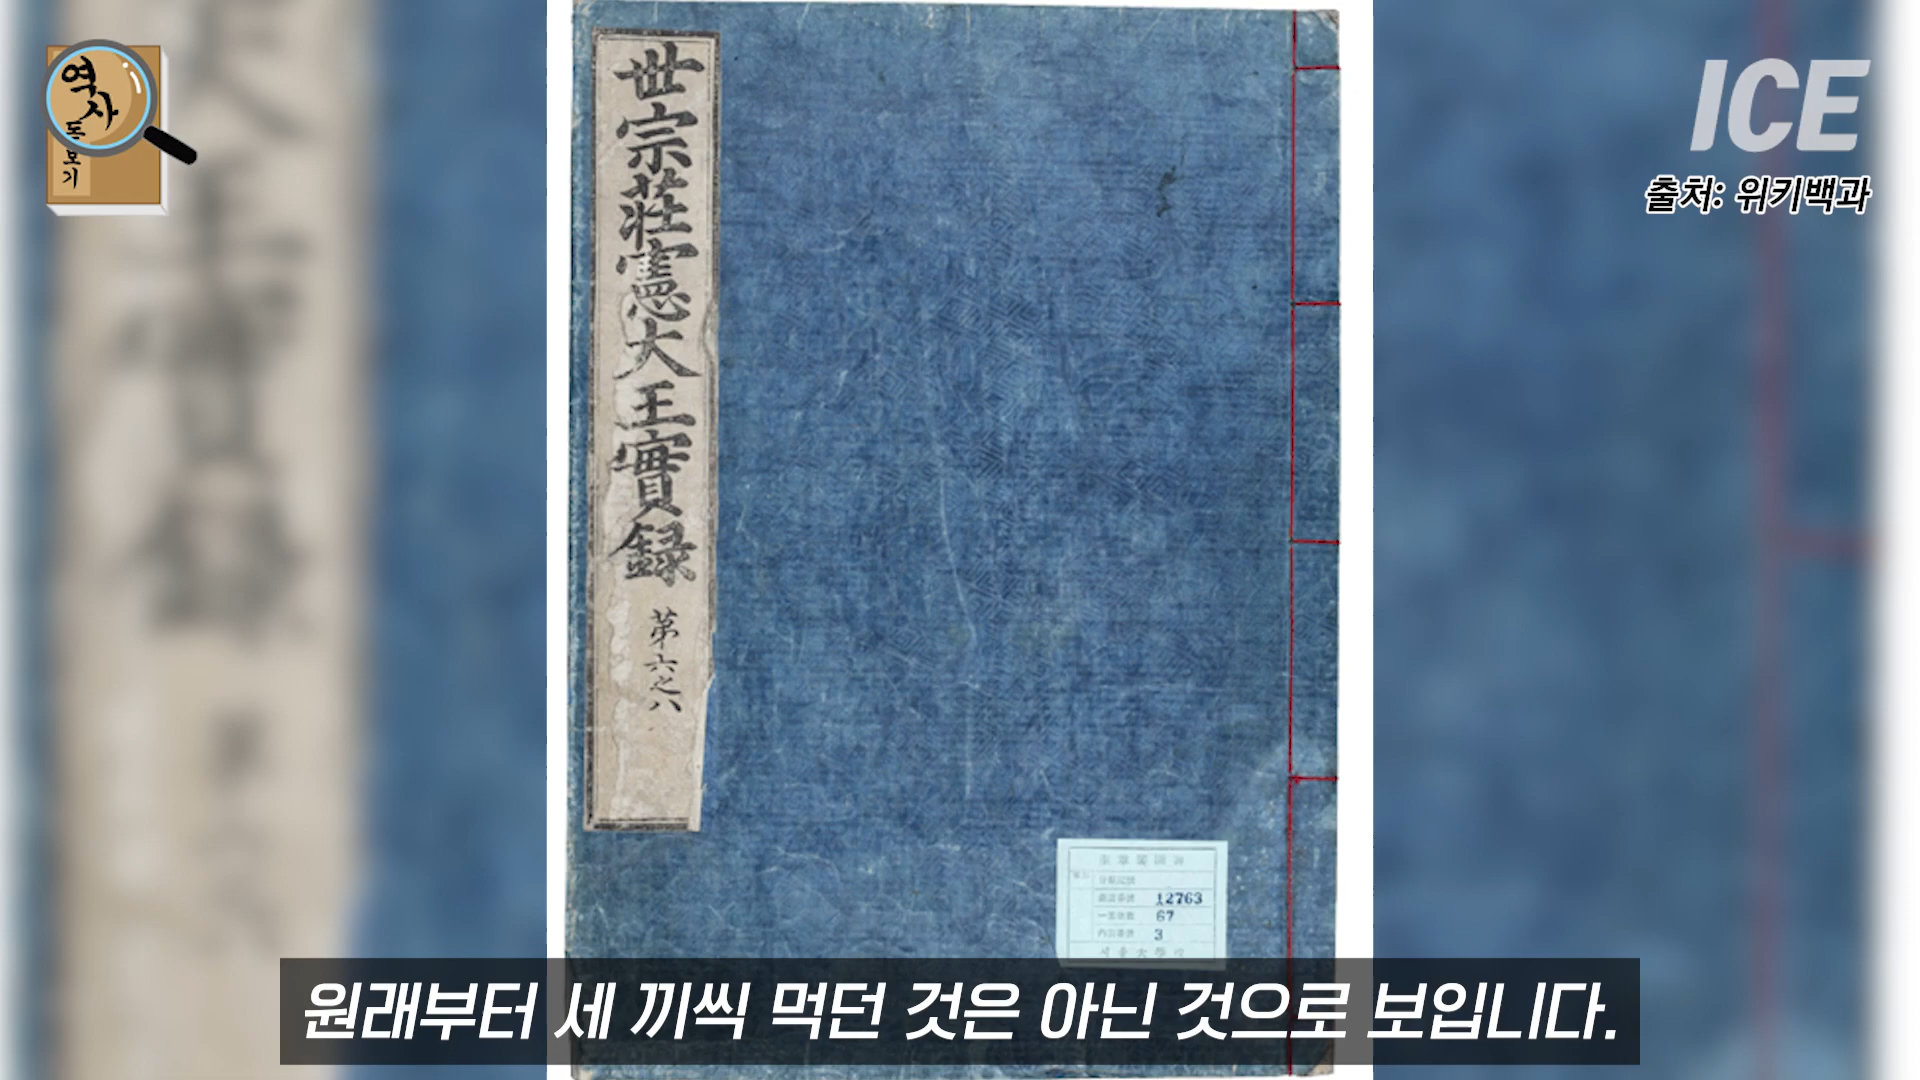 역사
돋보기
ICE
출처: 위키백과
世宗莊憲大王實錄
第六之八
12763
67
3
원래부터 세 끼씩 먹던 것은 아닌 것으로 보입니다.